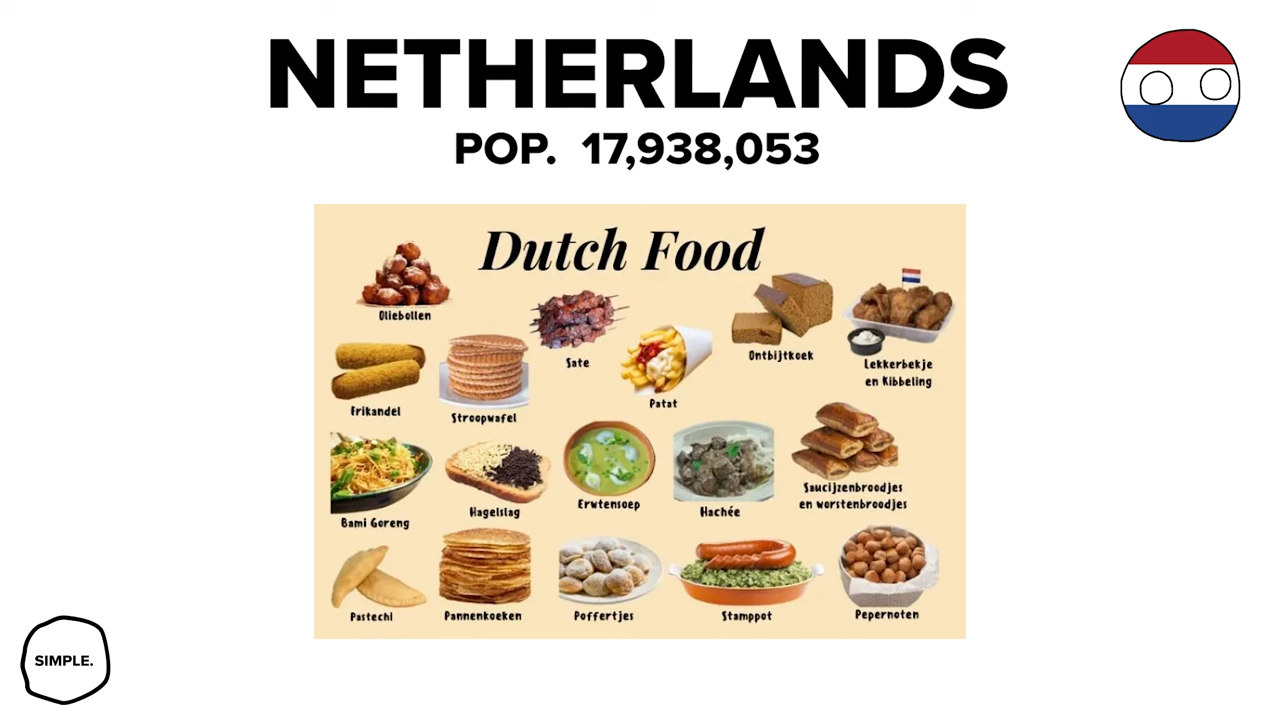 NETHERLANDS
POP. 17,938,053
Dutch Food
Oliebollen
Sate
Ontbijtkoek
Lekkerbekje
en Kibbeling
Frikandel
Stroopwafel
Patat
Bami Goreng
Hagelslag
Erwtensoep
Hachée
Saucijzenbroodjes
en worstenbroodjes
Pastechi
Pannenkoeken
Poffertjes
Stamppot
Pepernoten
SIMPLE.